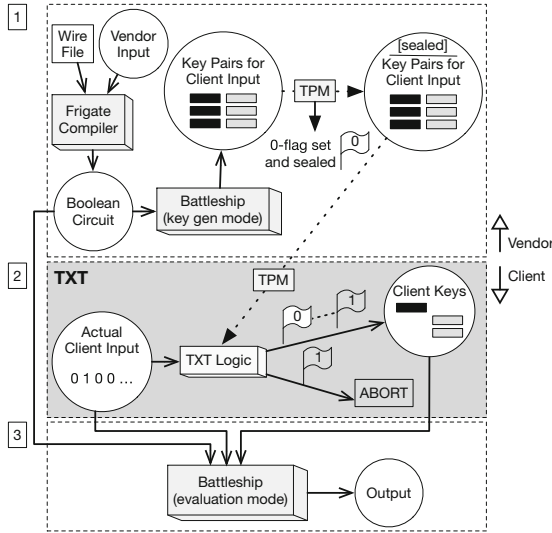 1
Wire
File
Vendor
Input
Frigate
Compiler
Boolean
Circuit
Battleship
(key gen mode)
Key Pairs for
Client Input
TPM
0-flag set
and sealed
0
[sealed]
Key Pairs for
Client Input
Vendor
Client
2
TXT
TPM
Actual
Client Input
0 1 0 0 ...
TXT Logic
0
1
1
Client Keys
ABORT
3
Battleship
(evaluation mode)
Output